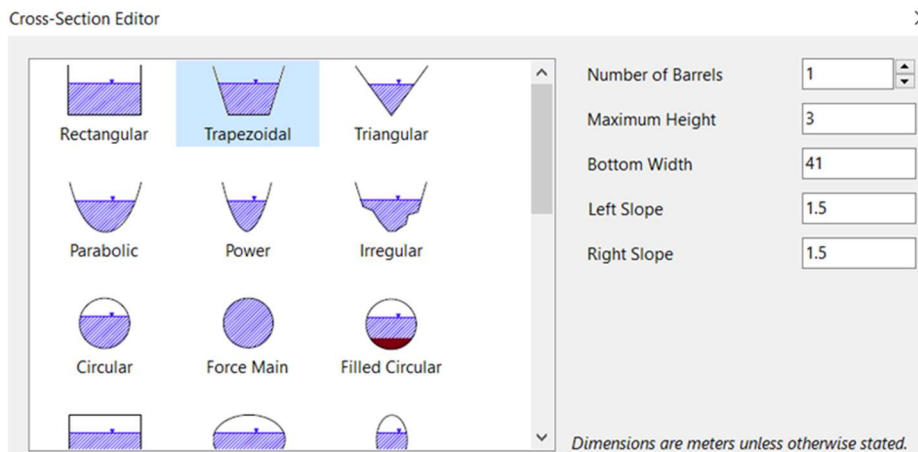 Cross-Section Editor
Rectangular Trapezoidal Triangular
Parabolic Power Irregular
Circular Force Main Filled Circular
Number of Barrels 1
Maximum Height 3
Bottom Width 41
Left Slope 1.5
Right Slope 1.5
Dimensions are meters unless otherwise stated.